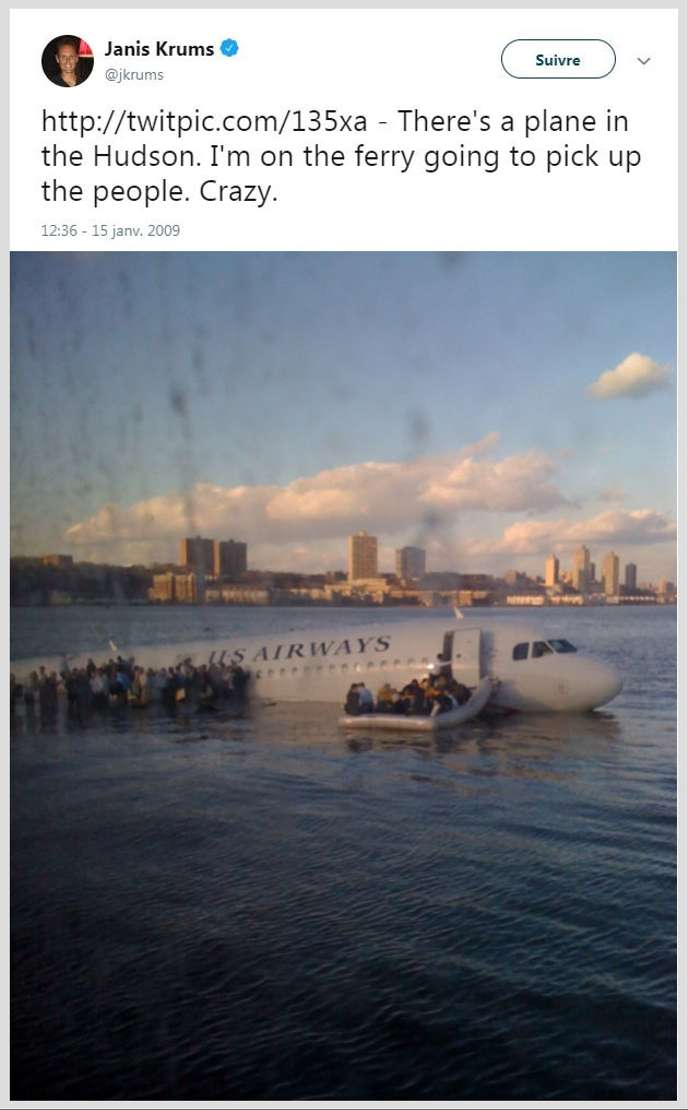 Janis Krums
@jkrums
Suivre
http://twitpic.com/135xa - There's a plane in
the Hudson. I'm on the ferry going to pick up
the people. Crazy.
12:36 - 15 janv. 2009
US AIRWAYS